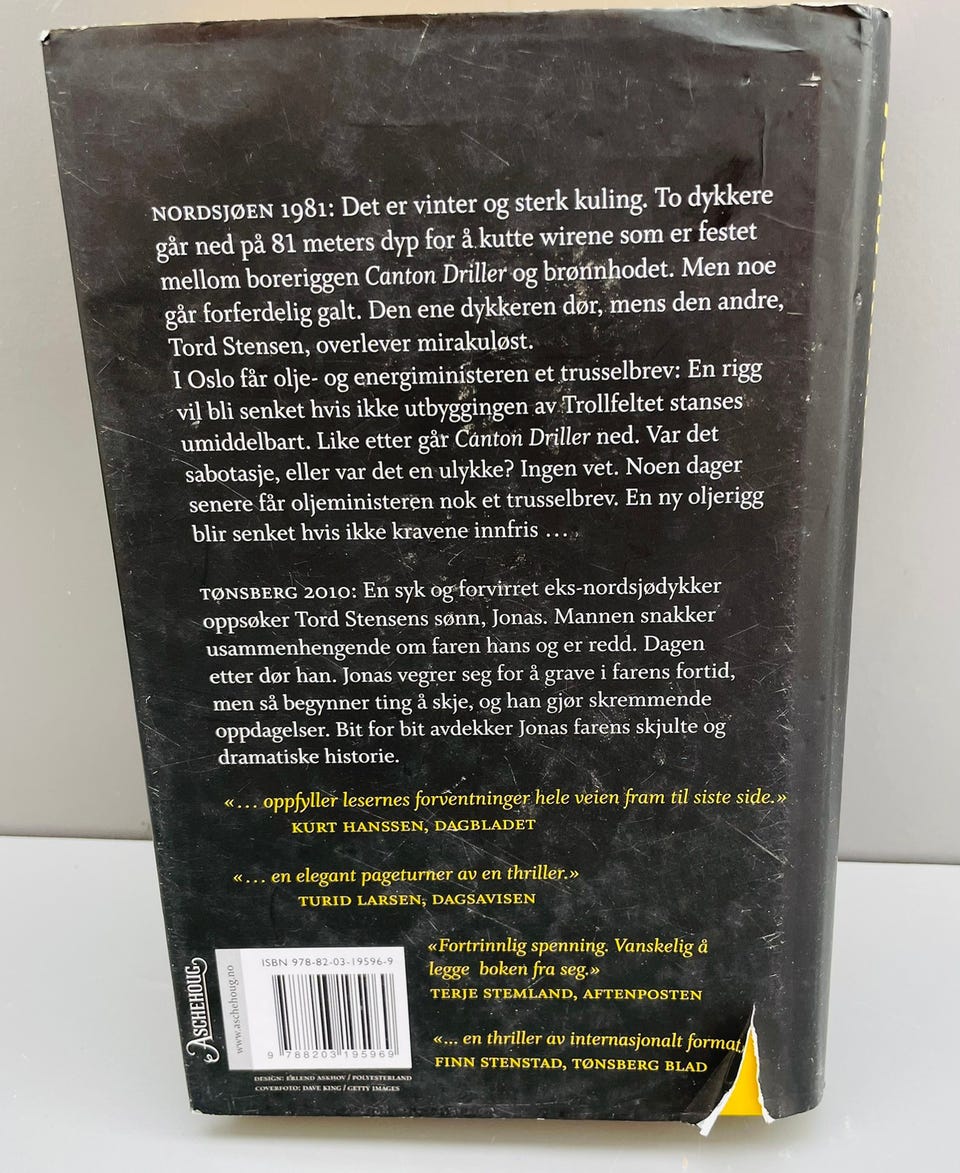 NORDSJØEN 1981: Det er vinter og sterk kuling. To dykkere
går ned på 81 meters dyp for å kutte wirene som er festet
mellom boreriggen Canton Driller og brønnhodet. Men noe
går forferdelig galt. Den ene dykkeren dør, mens den andre,
Tord Stensen, overlever mirakuløst.
I Oslo får olje- og energiministeren et trusselbrev: En rigg
vil bli senket hvis ikke utbyggingen av Trollfeltet stanses
umiddelbart. Like etter går Canton Driller ned. Var det
sabotasje, eller var det en ulykke? Ingen vet. Noen dager
senere får oljeministeren nok et trusselbrev. En ny oljerigg
blir senket hvis ikke kravene innfris ...
TØNSBERG 2010: En syk og forvirret eks-nordsjødykker
oppsøker Tord Stensens sønn, Jonas. Mannen snakker
usammenhengende om faren hans og er redd. Dagen
etter dør han. Jonas vegrer seg for å grave i farens fortid,
men så begynner ting å skje, og han gjør skremmende
oppdagelser. Bit for bit avdekker Jonas farens skjulte og
dramatiske historie.
«... oppfyller lesernes forventninger hele veien fram til siste side.»
KURT HANSSEN, DAGBLADET
«... en elegant pageturner av en thriller.»
TURID LARSEN, DAGSAVISEN
«Fortrinnlig spenning. Vanskelig å
legge boken fra seg.»
TERJE STEMLAND, AFTENPOSTEN
«... en thriller av internasjonalt format
FINN STENSTAD, TØNSBERG BLAD
ASCHEHOUG
www.aschehoug.no
ISBN 978-82-03-19596-9
9 788203 195969
DESIGN: ERLEND ASKHOV / POLYESTERLAND
COVERFOTO: DAVE KING / GETTY IMAGES